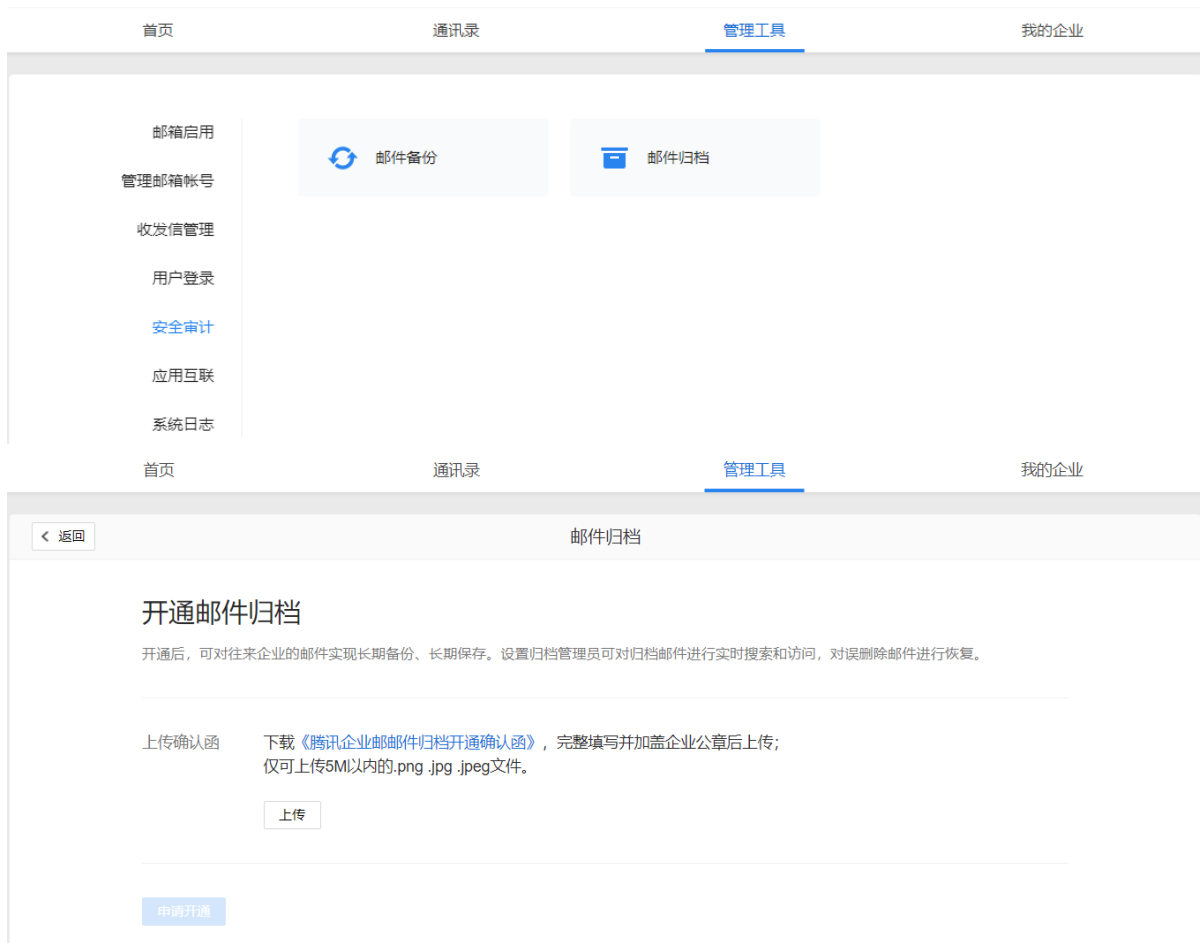 首页 通讯录 管理工具 我的企业
邮箱启用
邮件备份 邮件归档
管理邮箱帐号
收发信管理
用户登录
安全审计
应用互联
系统日志
首页 通讯录 管理工具 我的企业
返回 邮件归档
开通邮件归档
开通后，可对往来企业的邮件实现长期备份、长期保存。设置归档管理员可对归档邮件进行实时搜索和访问，对误删除邮件进行恢复。
上传确认函 下载《腾讯企业邮邮件归档开通确认函》，完整填写并加盖企业公章后上传；
仅可上传5M以内的.png .jpg .jpeg文件。
上传
申请开通